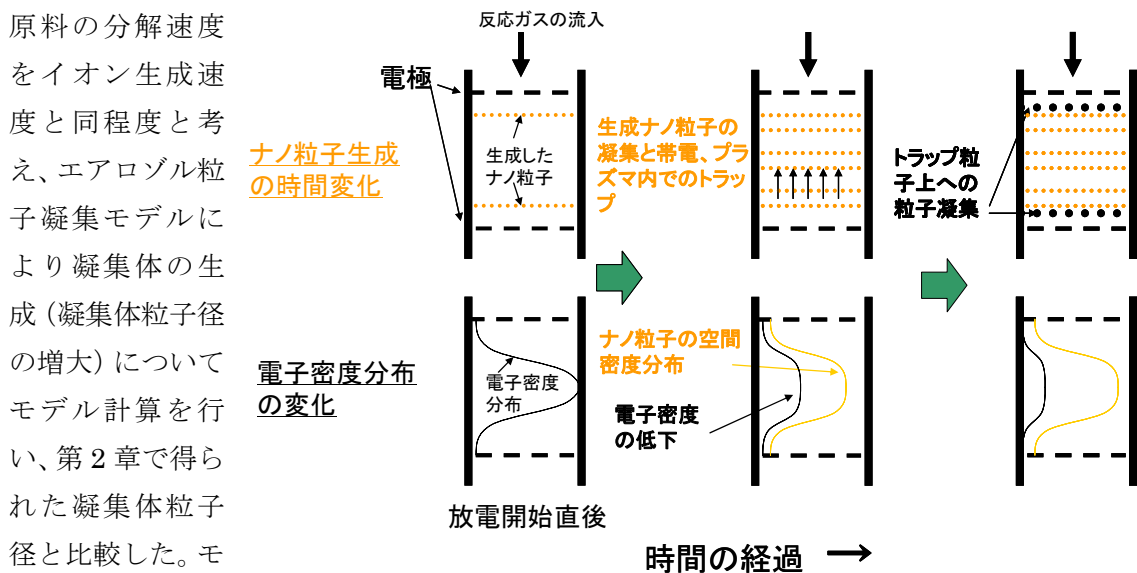 原料の分解速度
をイオン生成速
度と同程度と考
え、エアロゾル粒
子凝集モデルに
より凝集体の生
成（凝集体粒子径
の増大）について
モデル計算を行
い、第2章で得ら
れた凝集体粒子
径と比較した。モ
反応ガスの流入
電極
ナノ粒子生成
の時間変化
生成した
ナノ粒子
生成ナノ粒子の
凝集と帯電、プラ
ズマ内でのトラッ
プ
トラップ粒
子上への
粒子凝集
電子密度分布
の変化
電子密度
分布
ナノ粒子の空間
密度分布
電子密度
の低下
放電開始直後
時間の経過 →